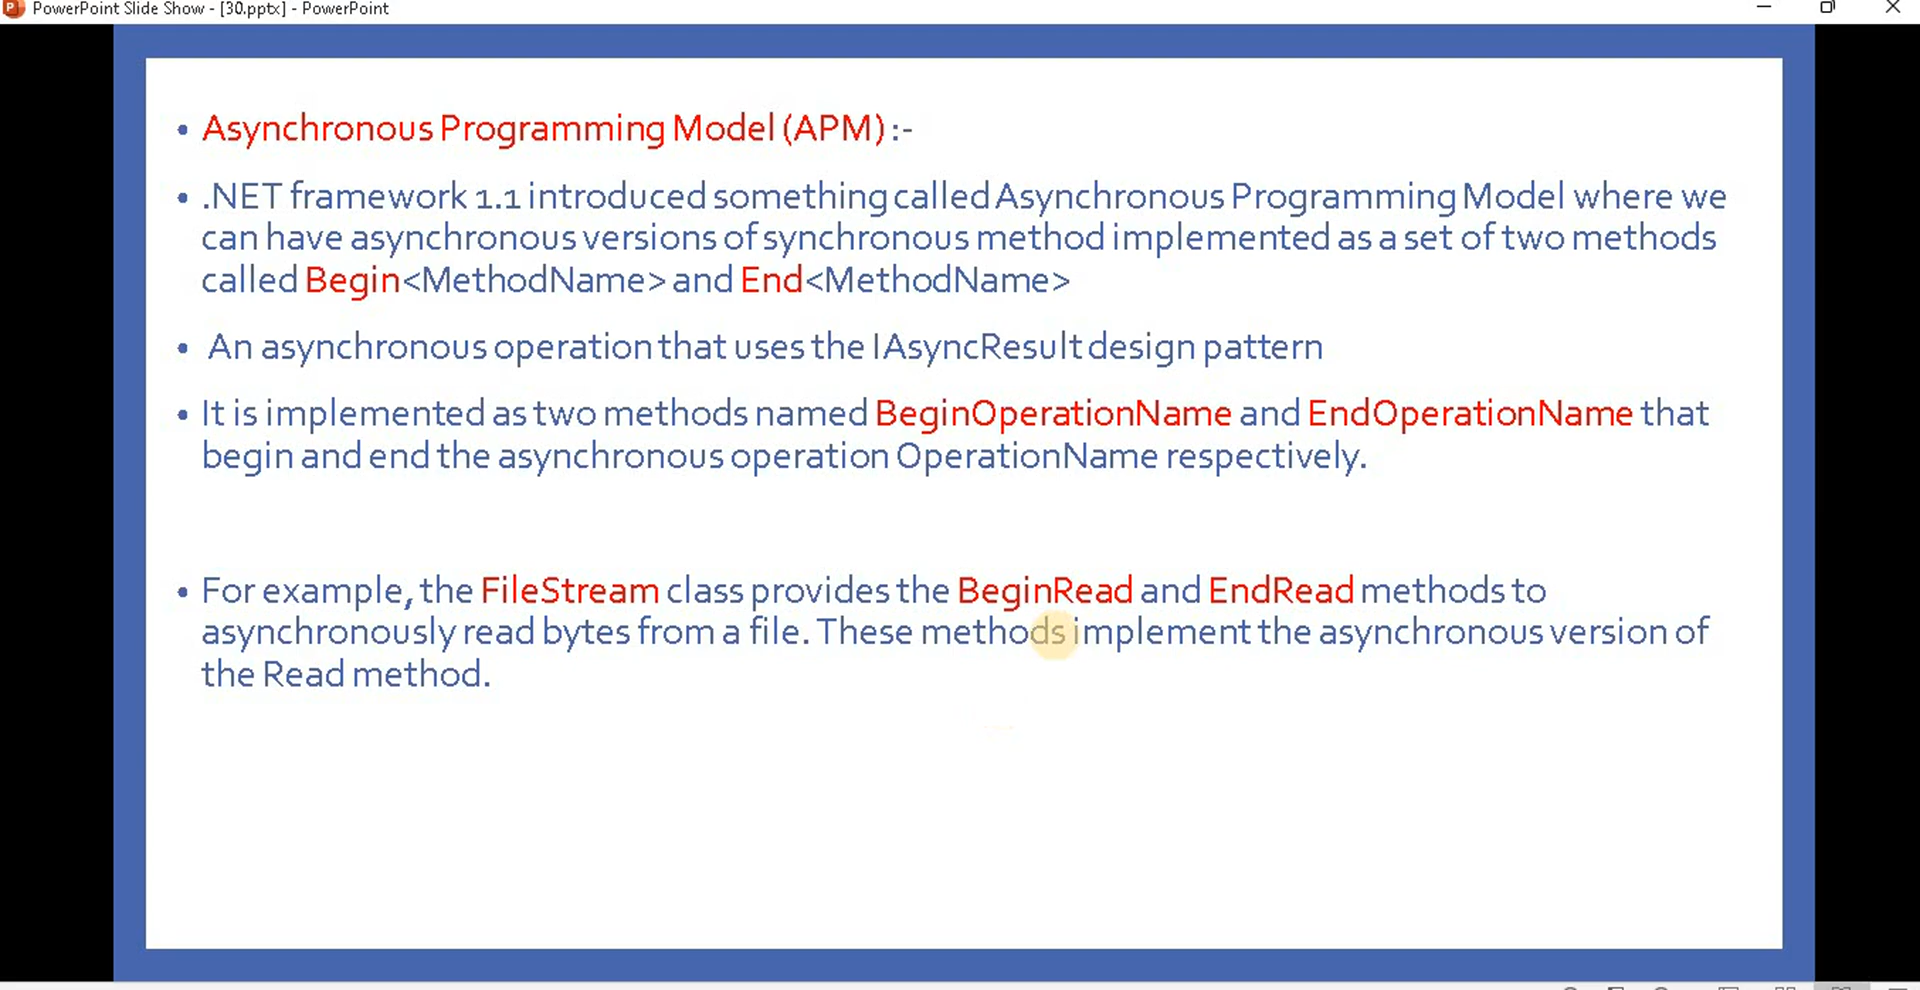 PowerPoint Slide Show - [30.pptx] - PowerPoint
• Asynchronous Programming Model (APM) :-
• .NET framework 1.1 introduced something called Asynchronous Programming Model where we
can have asynchronous versions of synchronous method implemented as a set of two methods
called Begin<MethodName> and End<MethodName>
• An asynchronous operation that uses the IAsyncResult design pattern
• It is implemented as two methods named BeginOperationName and EndOperationName that
begin and end the asynchronous operation OperationName respectively.
• For example, the FileStream class provides the BeginRead and EndRead methods to
asynchronously read bytes from a file. These methods implement the asynchronous version of
the Read method.